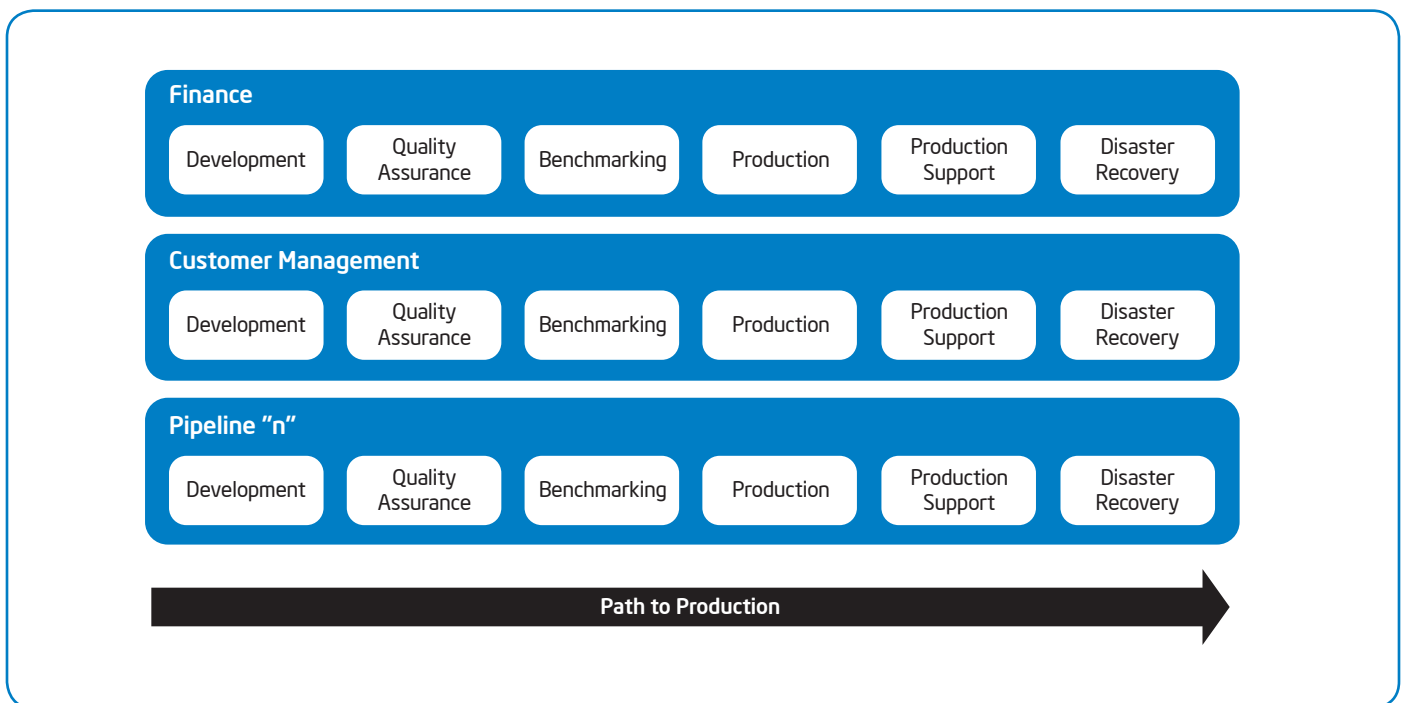 Finance
Development
Quality
Assurance
Benchmarking
Production
Production
Support
Disaster
Recovery
Customer Management
Development
Quality
Assurance
Benchmarking
Production
Production
Support
Disaster
Recovery
Pipeline "n"
Development
Quality
Assurance
Benchmarking
Production
Production
Support
Disaster
Recovery
Path to Production